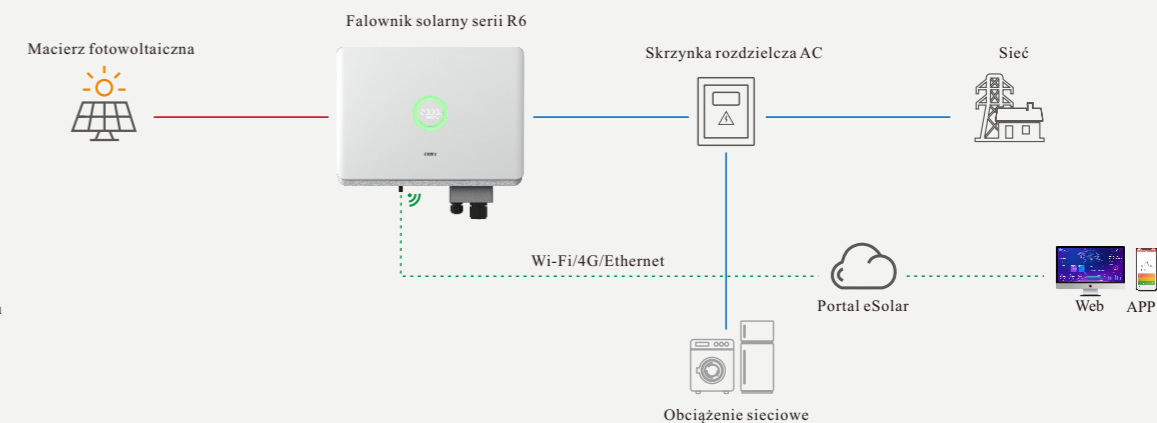 Falownik solarny serii R6
Macierz fotowoltaiczna
Skrzynka rozdzielcza AC
Sieć
Wi-Fi/4G/Ethernet
Portal eSolar
Web
APP
Obciążenie sieciowe